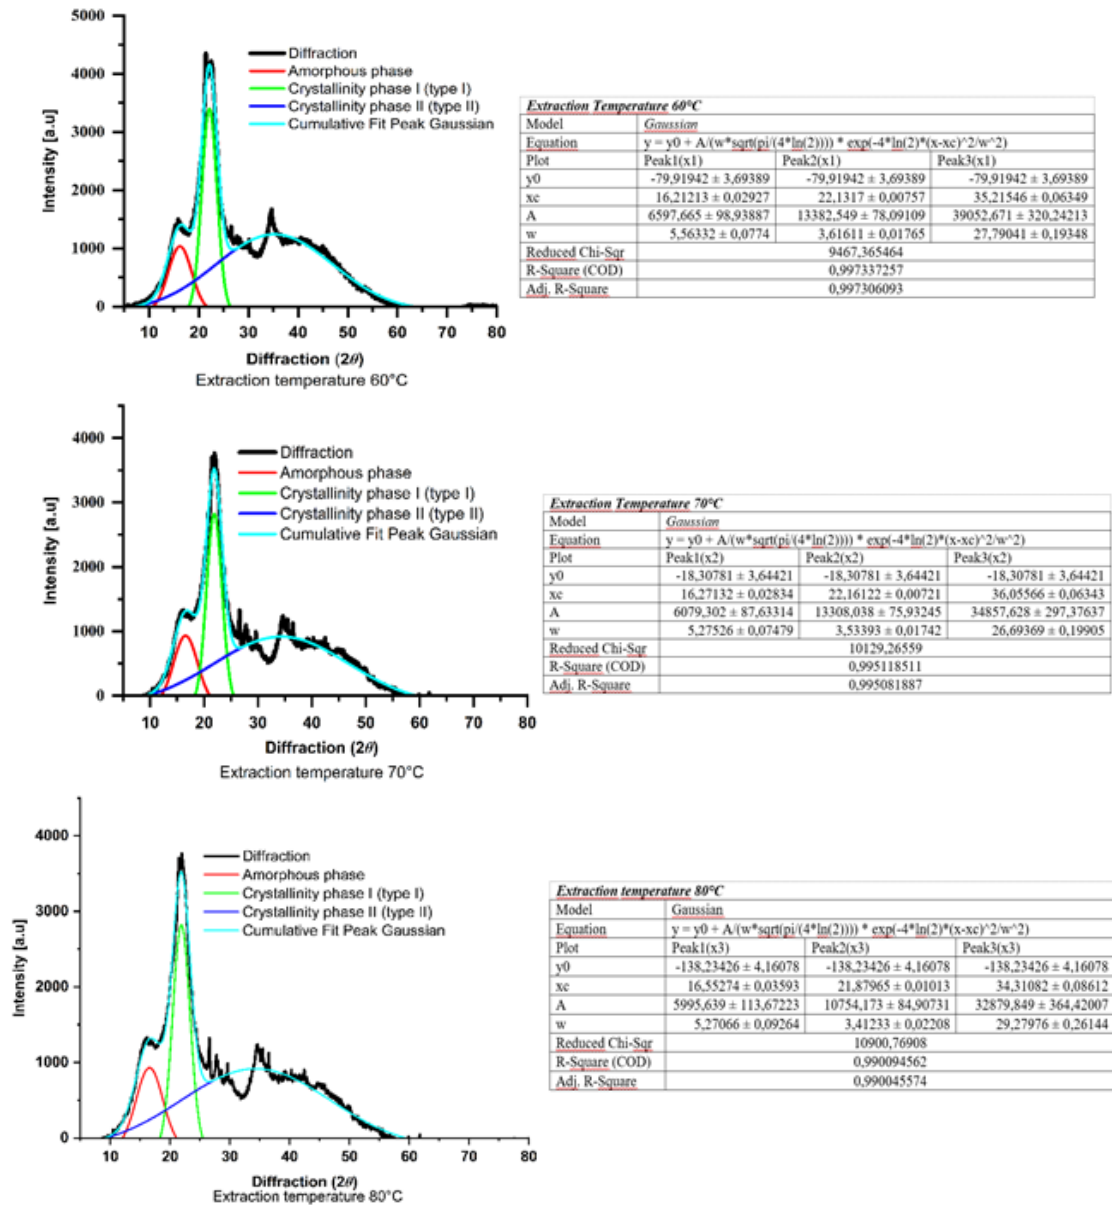 5000
4000
3000
2000
1000
0
10 20 30 40 50 60 70 80
Intensity [a.u]
Diffraction
Amorphous phase
Crystallinity phase I (type I)
Crystallinity phase II (type II)
Cumulative Fit Peak Gaussian
Diffraction (2θ)
Extraction temperature 60°C
Extraction Temperature 60°C
Model Gaussian
Equation y = y0 + A/(w*sqrt(pi/(4*ln(2)))) * exp(-4*ln(2)*(x-xc)^2/w^2)
Plot Peak1(x1) Peak2(x1) Peak3(x1)
y0 -79,91942 ± 3,69389 -79,91942 ± 3,69389 -79,91942 ± 3,69389
xc 16,21213 ± 0,02927 22,1317 ± 0,00757 35,21546 ± 0,06349
A 6597,665 ± 98,93887 13382,549 ± 78,09109 39052,671 ± 320,24213
w 5,56332 ± 0,0774 3,61611 ± 0,01765 27,79041 ± 0,19348
Reduced Chi-Sqr 9467,365464
R-Square (COD) 0,997337257
Adj. R-Square 0,997306093
4000
3000
2000
1000
0
10 20 30 40 50 60 70 80
Intensity [a.u]
Diffraction
Amorphous phase
Crystallinity phase I (type I)
Crystallinity phase II (type II)
Cumulative Fit Peak Gaussian
Diffraction (2θ)
Extraction temperature 70°C
Extraction Temperature 70°C
Model Gaussian
Equation y = y0 + A/(w*sqrt(pi/(4*ln(2)))) * exp(-4*ln(2)*(x-xc)^2/w^2)
Plot Peak1(x2) Peak2(x2) Peak3(x2)
y0 -18,30781 ± 3,64421 -18,30781 ± 3,64421 -18,30781 ± 3,64421
xc 16,27132 ± 0,02834 22,16122 ± 0,00721 36,05566 ± 0,06343
A 6079,302 ± 87,63314 13308,038 ± 75,93245 34857,628 ± 297,37637
w 5,27526 ± 0,07479 3,53393 ± 0,01742 26,69369 ± 0,19905
Reduced Chi-Sqr 10129,26559
R-Square (COD) 0,995118511
Adj. R-Square 0,995081887
4000
3000
2000
1000
0
10 20 30 40 50 60 70 80
Intensity [a.u]
Diffraction
Amorphous phase
Crystallinity phase I (type I)
Crystallinity phase II (type II)
Cumulative Fit Peak Gaussian
Diffraction (2θ)
Extraction temperature 80°C
Extraction temperature 80°C
Model Gaussian
Equation y = y0 + A/(w*sqrt(pi/(4*ln(2)))) * exp(-4*ln(2)*(x-xc)^2/w^2)
Plot Peak1(x3) Peak2(x3) Peak3(x3)
y0 -138,23426 ± 4,16078 -138,23426 ± 4,16078 -138,23426 ± 4,16078
xc 16,55274 ± 0,03593 21,87965 ± 0,01013 34,31082 ± 0,08612
A 5995,639 ± 113,67223 10754,173 ± 84,90731 32879,849 ± 364,42007
w 5,27066 ± 0,09264 3,41233 ± 0,02208 29,27976 ± 0,26144
Reduced Chi-Sqr 10900,76908
R-Square (COD) 0,990094562
Adj. R-Square 0,990045574